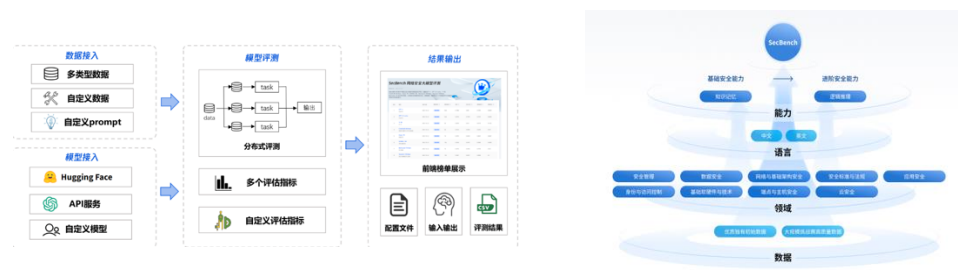 数据接入
多类型数据
自定义数据
自定义prompt
模型接入
Hugging Face
API服务
自定义模型
模型评测
data
task
task
task
输出
分布式评测
多个评估指标
自定义评估指标
结果输出
前端榜单展示
配置文件
输入输出
CSV
评测结果
SecBench
基础安全能力
进阶安全能力
知识记忆
逻辑推理
能力
中文
英文
语言
安全管理
数据安全
网络与基础架构安全
安全标准与法规
应用安全
身份与访问控制
基础软硬件与技术
端点与主机安全
云安全
领域
数据